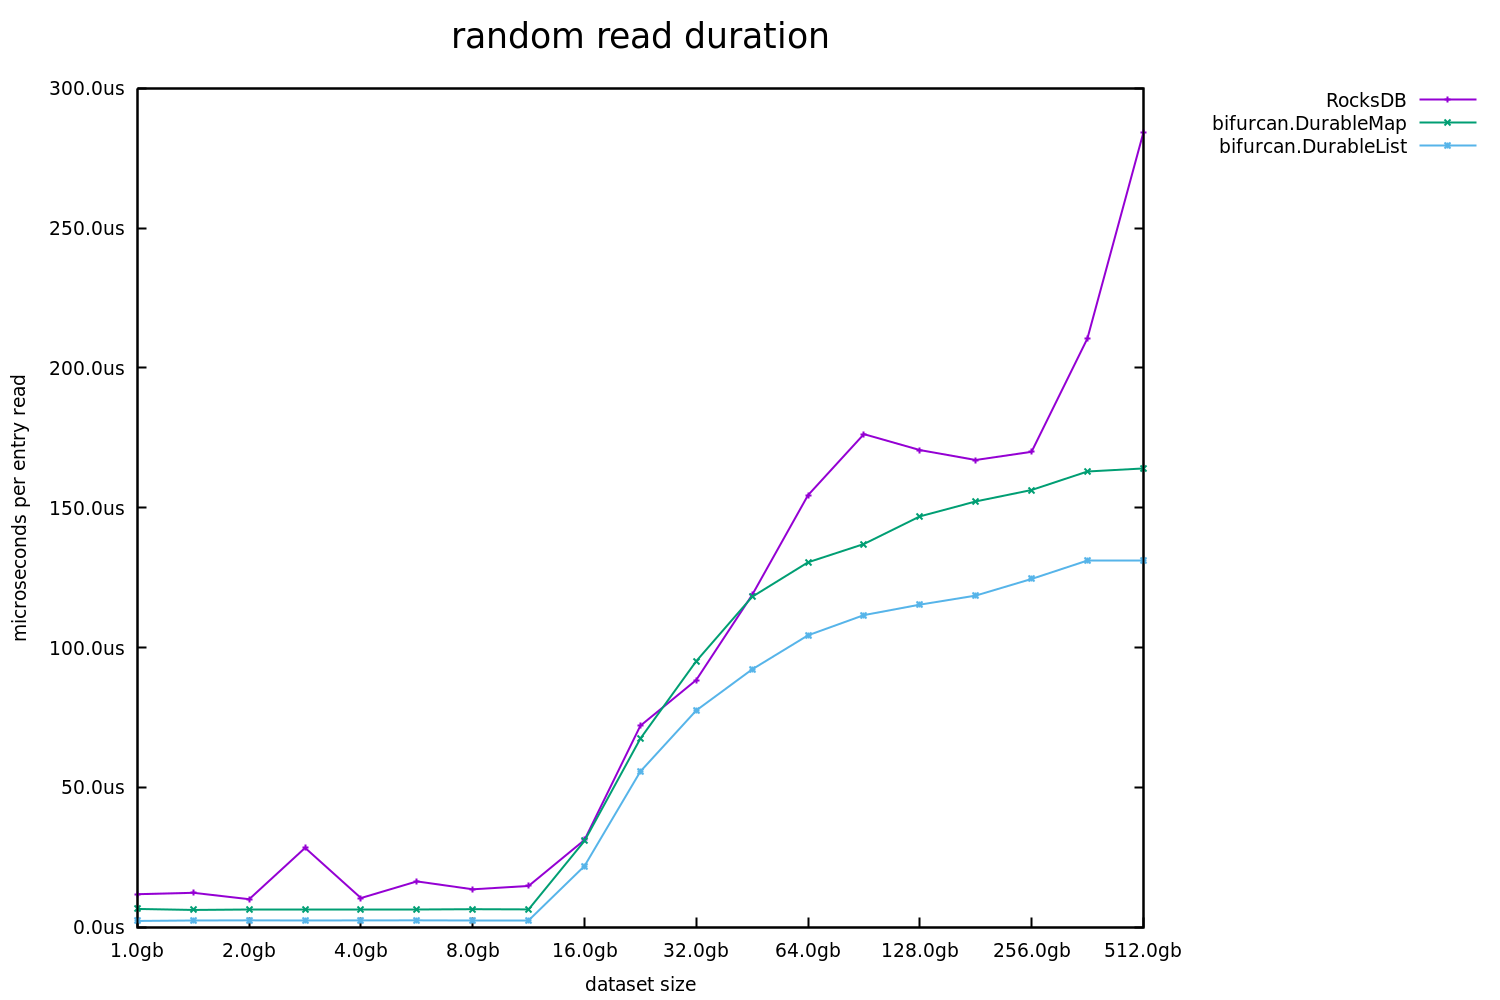 random read duration
300.0us
250.0us
200.0us
150.0us
100.0us
50.0us
0.0us
microseconds per entry read
1.0gb 2.0gb 4.0gb 8.0gb 16.0gb 32.0gb 64.0gb 128.0gb 256.0gb 512.0gb
dataset size
RocksDB
bifurcan.DurableMap
bifurcan.DurableList